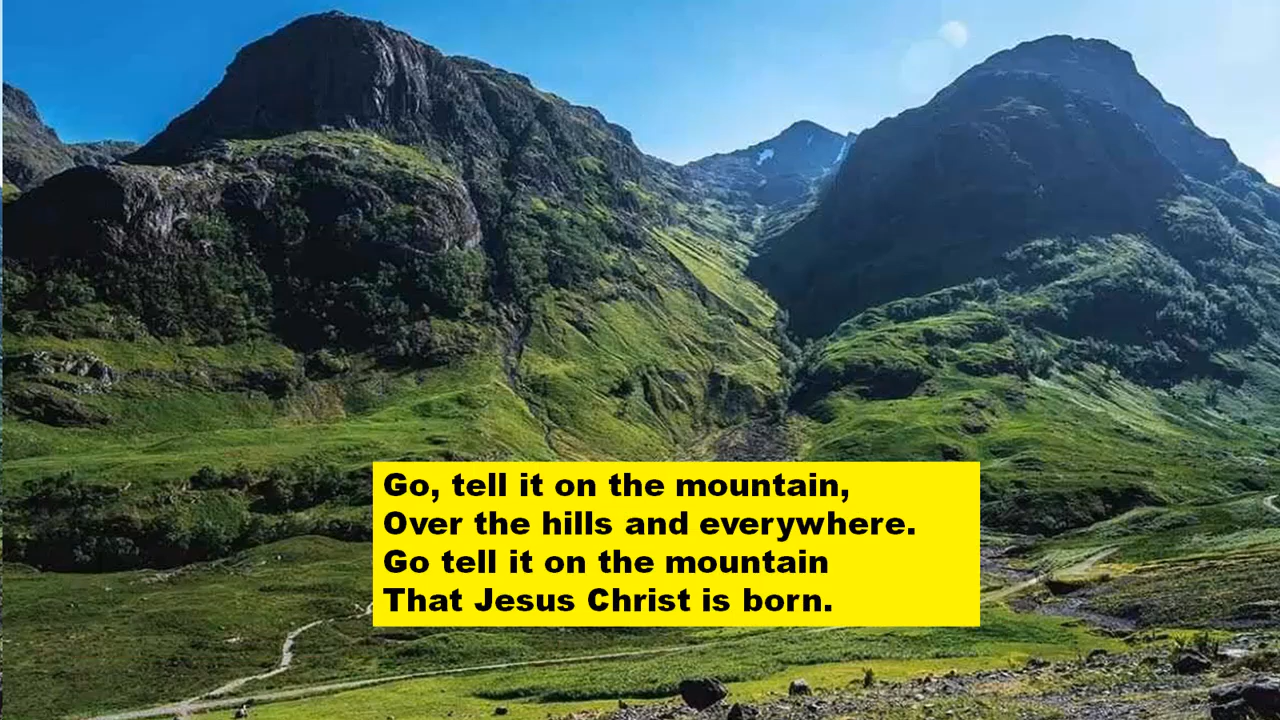 Go, tell it on the mountain,
Over the hills and everywhere.
Go tell it on the mountain
That Jesus Christ is born.